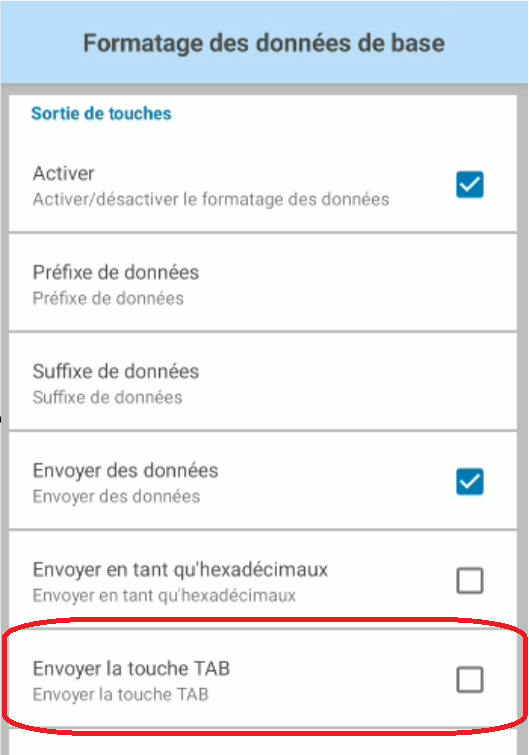 Formatage des données de base
Sortie de touches
Activer
Activer/désactiver le formatage des données
Préfixe de données
Préfixe de données
Suffixe de données
Suffixe de données
Envoyer des données
Envoyer des données
Envoyer en tant qu'hexadécimaux
Envoyer en tant qu'hexadécimaux
Envoyer la touche TAB
Envoyer la touche TAB